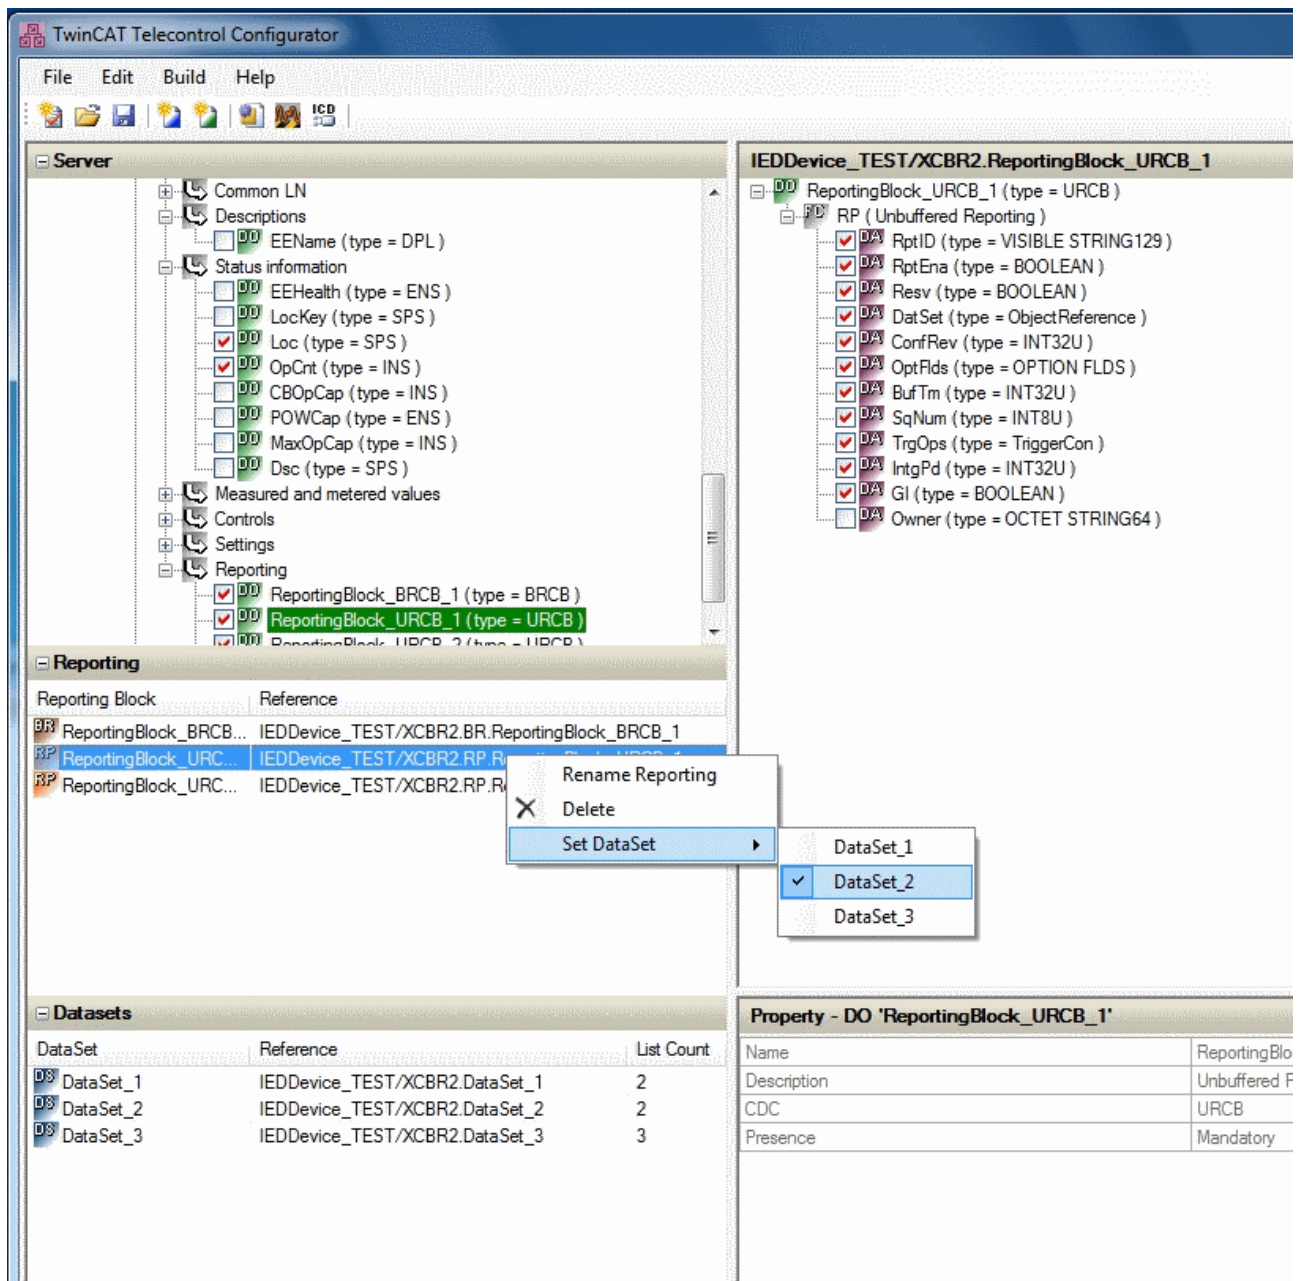 TwinCAT Telecontrol Configurator
File Edit Build Help
ICD
Server
Common LN
Descriptions
DO EEName (type = DPL )
Status information
DO EEHealth (type = ENS )
DO LocKey (type = SPS )
DO Loc (type = SPS )
DO OpCnt (type = INS )
DO CBOpCap (type = INS )
DO POWCap (type = ENS )
DO MaxOpCap (type = INS )
DO Dsc (type = SPS )
Measured and metered values
Controls
Settings
Reporting
DO ReportingBlock_BRCB_1 (type = BRCB )
DO ReportingBlock_URCB_1 (type = URCB )
DO ReportingBlock_URCB_2 (type = URCB )
IEDDevice_TEST/XCBR2.ReportingBlock_URCB_1
DO ReportingBlock_URCB_1 (type = URCB )
FC RP ( Unbuffered Reporting )
DA RptID (type = VISIBLE STRING129 )
DA RptEna (type = BOOLEAN )
DA Resv (type = BOOLEAN )
DA DatSet (type = ObjectReference )
DA ConfRev (type = INT32U )
DA OptFlds (type = OPTION FLDS )
DA BufTm (type = INT32U )
DA SqNum (type = INT8U )
DA TrgOps (type = TriggerCon )
DA IntgPd (type = INT32U )
DA GI (type = BOOLEAN )
DA Owner (type = OCTET STRING64 )
Reporting
Reporting Block Reference
BR ReportingBlock_BRCB... IEDDevice_TEST/XCBR2.BR.ReportingBlock_BRCB_1
RP ReportingBlock_URC... IEDDevice_TEST/XCBR2.RP.R
RP ReportingBlock_URC... IEDDevice_TEST/XCBR2.RP.R
Rename Reporting
Delete
Set DataSet
DataSet_1
DataSet_2
DataSet_3
Datasets
DataSet Reference List Count
DS DataSet_1 IEDDevice_TEST/XCBR2.DataSet_1 2
DS DataSet_2 IEDDevice_TEST/XCBR2.DataSet_2 2
DS DataSet_3 IEDDevice_TEST/XCBR2.DataSet_3 3
Property - DO 'ReportingBlock_URCB_1'
Name ReportingBlo
Description Unbuffered F
CDC URCB
Presence Mandatory